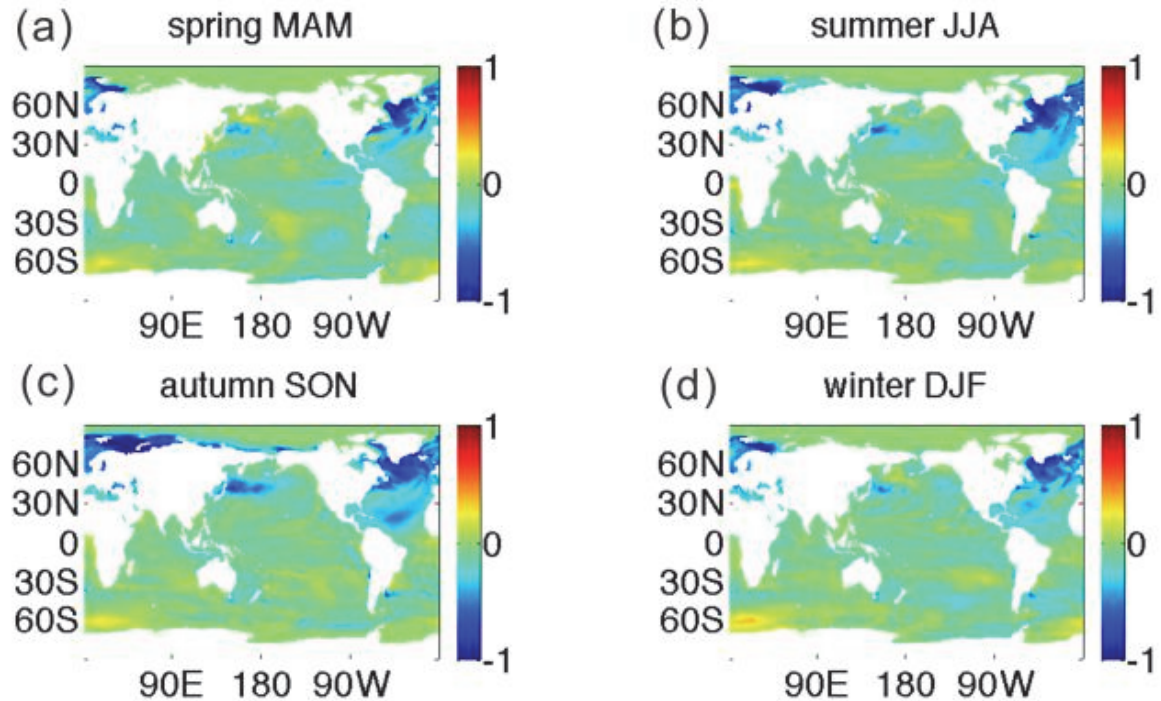 (a) spring MAM
60N
30N
0
30S
60S
90E 180 90W
1
0
-1
(b) summer JJA
60N
30N
0
30S
60S
90E 180 90W
1
0
-1
(c) autumn SON
60N
30N
0
30S
60S
90E 180 90W
1
0
-1
(d) winter DJF
60N
30N
0
30S
60S
90E 180 90W
1
0
-1